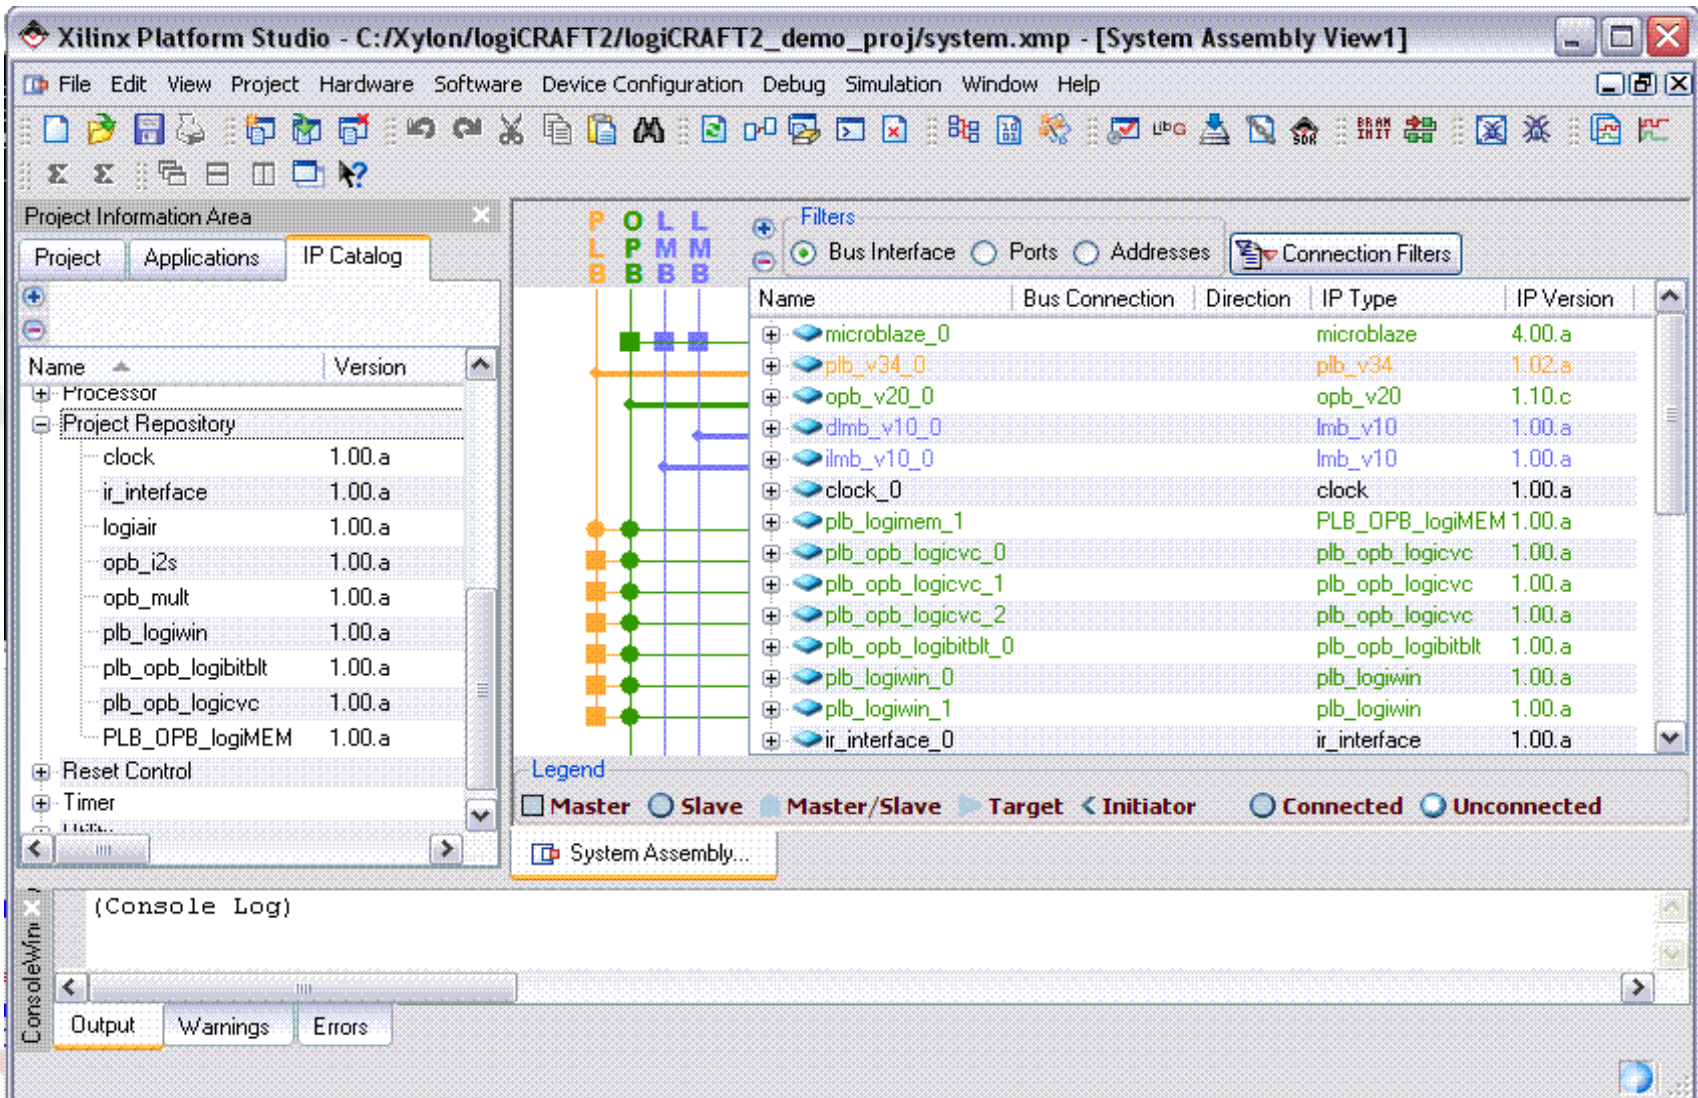 Xilinx Platform Studio - C:/Xylon/logiCRAFT2/logiCRAFT2_demo_proj/system.xmp - [System Assembly View1]
File Edit View Project Hardware Software Device Configuration Debug Simulation Window Help
BRAM INIT
SDR
Project Information Area
Project Applications IP Catalog
Name Version
Processor
Project Repository
clock 1.00.a
ir_interface 1.00.a
logiair 1.00.a
opb_i2s 1.00.a
opb_mult 1.00.a
plb_logiwin 1.00.a
plb_opb_logibitblt 1.00.a
plb_opb_logicvc 1.00.a
PLB_OPB_logiMEM 1.00.a
Reset Control
Timer
PLB OPB LMB LMB
Filters
Bus Interface Ports Addresses Connection Filters
Name Bus Connection Direction IP Type IP Version
microblaze_0 microblaze 4.00.a
plb_v34_0 plb_v34 1.02.a
opb_v20_0 opb_v20 1.10.c
dlmb_v10_0 lmb_v10 1.00.a
ilmb_v10_0 lmb_v10 1.00.a
clock_0 clock 1.00.a
plb_logimem_1 PLB_OPB_logiMEM 1.00.a
plb_opb_logicvc_0 plb_opb_logicvc 1.00.a
plb_opb_logicvc_1 plb_opb_logicvc 1.00.a
plb_opb_logicvc_2 plb_opb_logicvc 1.00.a
plb_opb_logibitblt_0 plb_opb_logibitblt 1.00.a
plb_logiwin_0 plb_logiwin 1.00.a
plb_logiwin_1 plb_logiwin 1.00.a
ir_interface_0 ir_interface 1.00.a
Legend
Master Slave Master/Slave Target Initiator Connected Unconnected
System Assembly...
(Console Log)
Output Warnings Errors